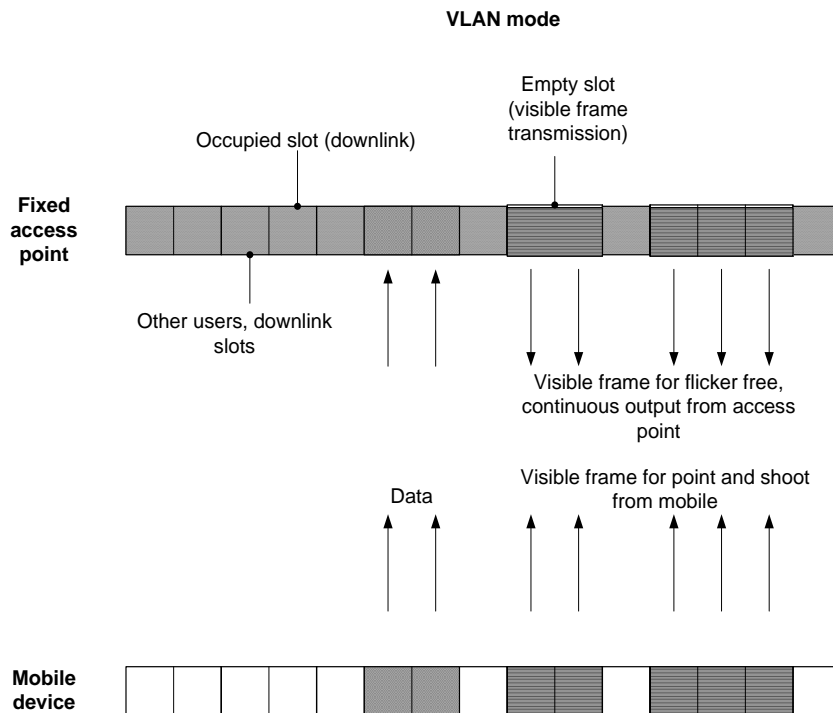 VLAN mode
Empty slot
(visible frame
transmission)
Occupied slot (downlink)
Fixed
access
point
Other users, downlink
slots
Visible frame for flicker free,
continuous output from access
point
Data
Visible frame for point and shoot
from mobile
Mobile
device